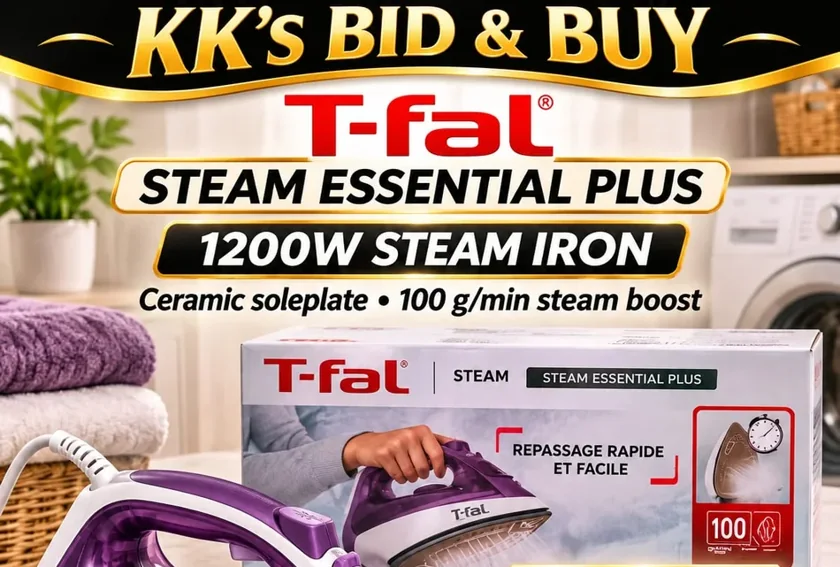 KK's BID & BUY
T-fal®
STEAM ESSENTIAL PLUS
1200W STEAM IRON
Ceramic soleplate • 100 g/min steam boost
T-fal®
STEAM
STEAM ESSENTIAL PLUS
REPASSAGE RAPIDE
ET FACILE
T-fal
100